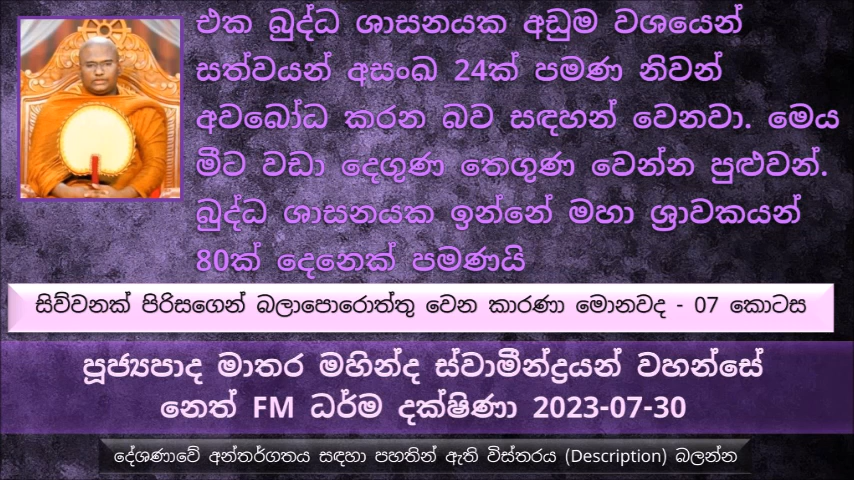 එක බුද්ධ ශාසනයක අඩුම වශයෙන්
සත්වයන් අසංඛ 24ක් පමණ නිවන්
අවබෝධ කරන බව සඳහන් වෙනවා. මෙය
මීට වඩා දෙගුණ තෙගුණ වෙන්න පුළුවන්.
බුද්ධ ශාසනයක ඉන්නේ මහා ශ්‍රාවකයන්
80ක් දෙනෙක් පමණයි
සිව්වනක් පිරිසගෙන් බලාපොරොත්තු වෙන කාරණා මොනවද - 07 කොටස
පූජ්‍යපාද මාතර මහින්ද ස්වාමීන්ද්‍රයන් වහන්සේ
නෙත් FM ධර්ම දක්ෂිණා 2023-07-30
දේශණාවේ අන්තර්ගතය සඳහා පහතින් ඇති විස්තරය (Description) බලන්න